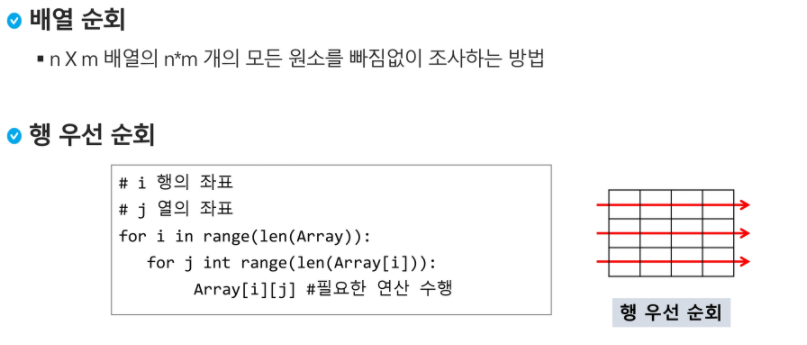 배열 순회
▪ n X m 배열의 n*m 개의 모든 원소를 빠짐없이 조사하는 방법
행 우선 순회
# i 행의 좌표
# j 열의 좌표
for i in range(len(Array)):
for j int range(len(Array[i])):
Array[i][j] #필요한 연산 수행
행 우선 순회